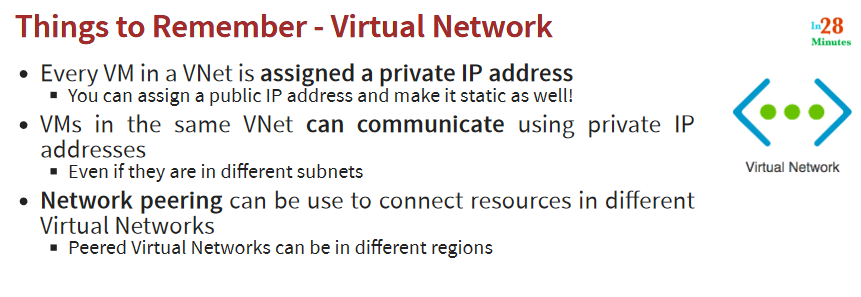 Things to Remember - Virtual Network
In28
Minutes
• Every VM in a VNet is assigned a private IP address
▪ You can assign a public IP address and make it static as well!
• VMs in the same VNet can communicate using private IP
addresses
▪ Even if they are in different subnets
• Network peering can be use to connect resources in different
Virtual Networks
▪ Peered Virtual Networks can be in different regions
Virtual Network